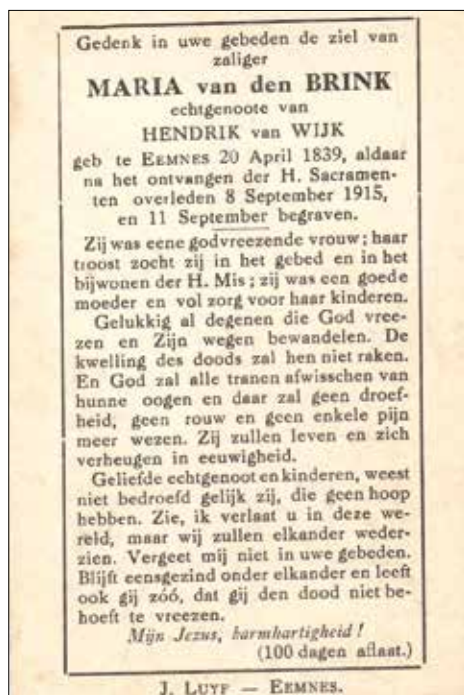 Gedenk in uwe gebeden de ziel van
zaliger
MARIA van den BRINK
echtgenoote van
HENDRIK van WIJK
geb te EEMNES 20 April 1839, aldaar
na het ontvangen der H. Sacramen-
ten overleden 8 September 1915,
en 11 September begraven.
Zij was eene godvreezende vrouw; haar
troost zocht zij in het gebed en in het
bijwonen der H. Mis; zij was een goede
moeder en vol zorg voor haar kinderen.
Gelukkig al degenen die God vree-
zen en Zijn wegen bewandelen. De
kwelling des doods zal hen niet raken.
En God zal alle tranen afwisschen van
hunne oogen en daar zal geen droef-
heid, geen rouw en geen enkele pijn
meer wezen. Zij zullen leven en zich
verheugen in eeuwigheid.
Geliefde echtgenoot en kinderen, weest
niet bedroefd gelijk zij, die geen hoop
hebben. Zie, ik verlaat u in deze we-
reld, maar wij zullen elkander weder-
zien. Vergeet mij niet in uwe gebeden.
Blijft eensgezind onder elkander en leeft
ook gij zóó, dat gij den dood niet be-
hoeft te vreezen.
Mijn Jezus, barmhartigheid!
(100 dagen aflaat.)
J. LUYF — EEMNES.